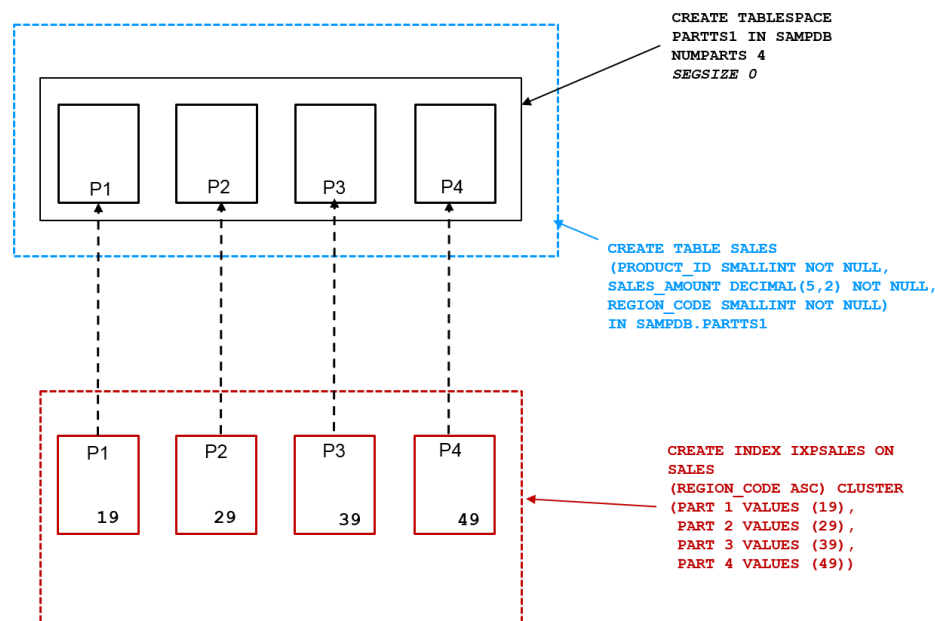 CREATE TABLESPACE
PARTTS1 IN SAMPDB
NUMPARTS 4
SEGSIZE 0
P1
P2
P3
P4
CREATE TABLE SALES
(PRODUCT_ID SMALLINT NOT NULL,
SALES_AMOUNT DECIMAL(5,2) NOT NULL,
REGION_CODE SMALLINT NOT NULL)
IN SAMPDB.PARTTS1
P1
P2
P3
P4
19
29
39
49
CREATE INDEX IXPSALES ON
SALES
(REGION_CODE ASC) CLUSTER
(PART 1 VALUES (19),
PART 2 VALUES (29),
PART 3 VALUES (39),
PART 4 VALUES (49))